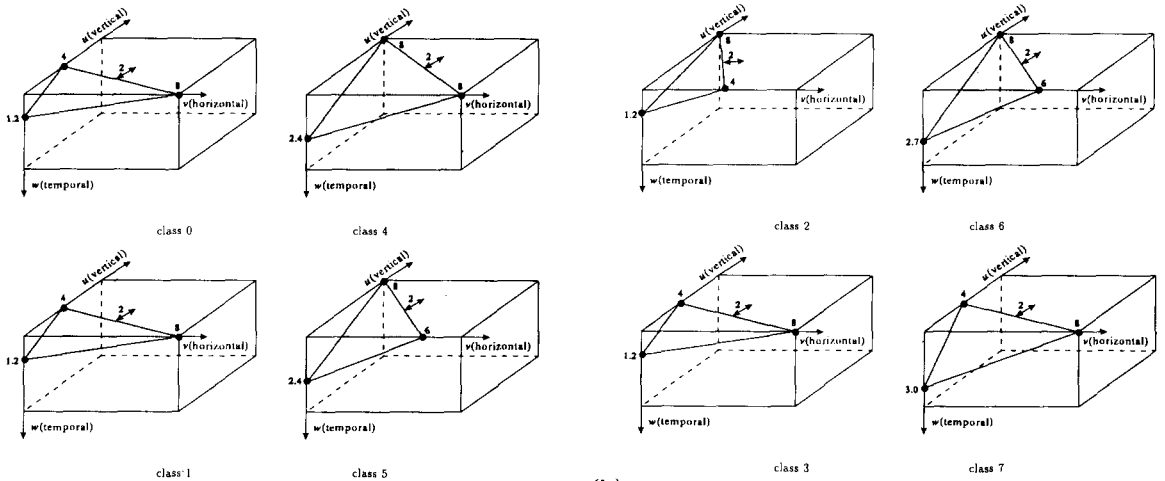 u(vertical)
4
2
8
v(horizontal)
1.2
w(temporal)
class 0
u(vertical)
8
2
8
v(horizontal)
2.4
w(temporal)
class 4
u(vertical)
8
2
4
v(horizontal)
1.2
w(temporal)
class 2
u(vertical)
8
2
6
v(horizontal)
2.7
w(temporal)
class 6
u(vertical)
4
2
8
v(horizontal)
1.2
w(temporal)
class 1
u(vertical)
8
2
6
v(horizontal)
2.4
w(temporal)
class 5
u(vertical)
4
2
8
v(horizontal)
1.2
w(temporal)
class 3
u(vertical)
4
2
8
v(horizontal)
3.0
w(temporal)
class 7